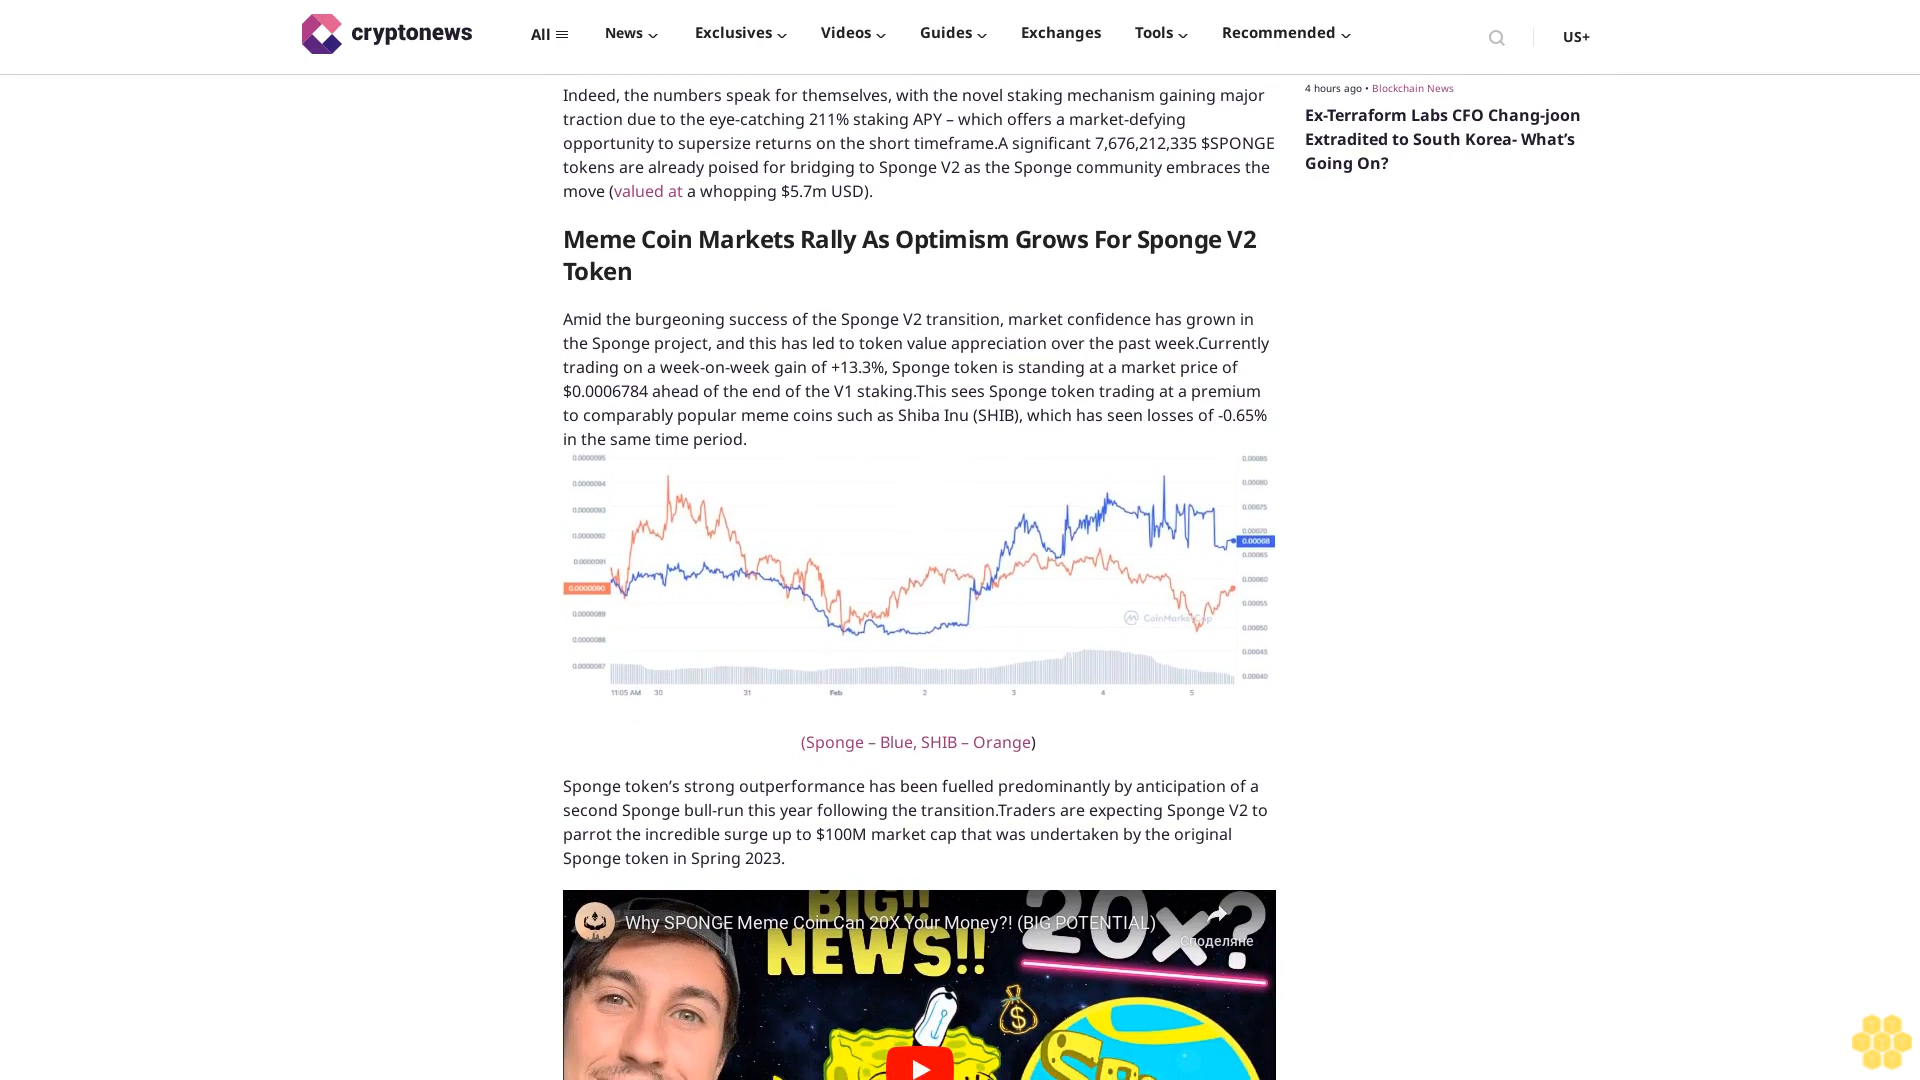 cryptonews
All
News
Exclusives
Videos
Guides
Exchanges
Tools
Recommended
US+
Indeed, the numbers speak for themselves, with the novel staking mechanism gaining major
traction due to the eye-catching 211% staking APY – which offers a market-defying
opportunity to supersize returns on the short timeframe.A significant 7,676,212,335 $SPONGE
tokens are already poised for bridging to Sponge V2 as the Sponge community embraces the
move (valued at a whopping $5.7m USD).
4 hours ago • Blockchain News
Ex-Terraform Labs CFO Chang-joon
Extradited to South Korea- What’s
Going On?
Meme Coin Markets Rally As Optimism Grows For Sponge V2
Token
Amid the burgeoning success of the Sponge V2 transition, market confidence has grown in
the Sponge project, and this has led to token value appreciation over the past week.Currently
trading on a week-on-week gain of +13.3%, Sponge token is standing at a market price of
$0.0006784 ahead of the end of the V1 staking.This sees Sponge token trading at a premium
to comparably popular meme coins such as Shiba Inu (SHIB), which has seen losses of -0.65%
in the same time period.
0.0000095
0.0000094
0.0000093
0.0000092
0.0000091
0.0000090
0.0000089
0.0000088
0.0000087
0.00085
0.00080
0.00075
0.00070
0.00068
0.00065
0.00060
0.00055
0.00050
0.00045
0.00040
CoinMarketCap
11:05 AM 30 31 Feb 2 3 4 5
(Sponge – Blue, SHIB – Orange)
Sponge token’s strong outperformance has been fuelled predominantly by anticipation of a
second Sponge bull-run this year following the transition.Traders are expecting Sponge V2 to
parrot the incredible surge up to $100M market cap that was undertaken by the original
Sponge token in Spring 2023.
Why SPONGE Meme Coin Can 20X Your Money?! (BIG POTENTIAL)
Споделяне
BIG!!
NEWS!!
20x?